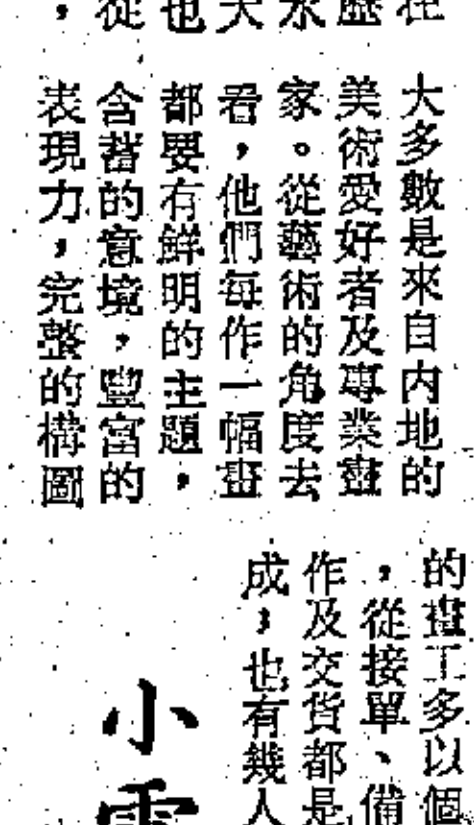 也
從
，
大多數是來自內地的
美術愛好者及專業畫
家。從藝術的角度去
看，他們每作一幅畫
都要有鮮明的主題，
含蓄的意境，豐富的
表現力，完整的構圖
的畫工多以個
，從接單、備
作及交貨都是
成，也有幾人
小